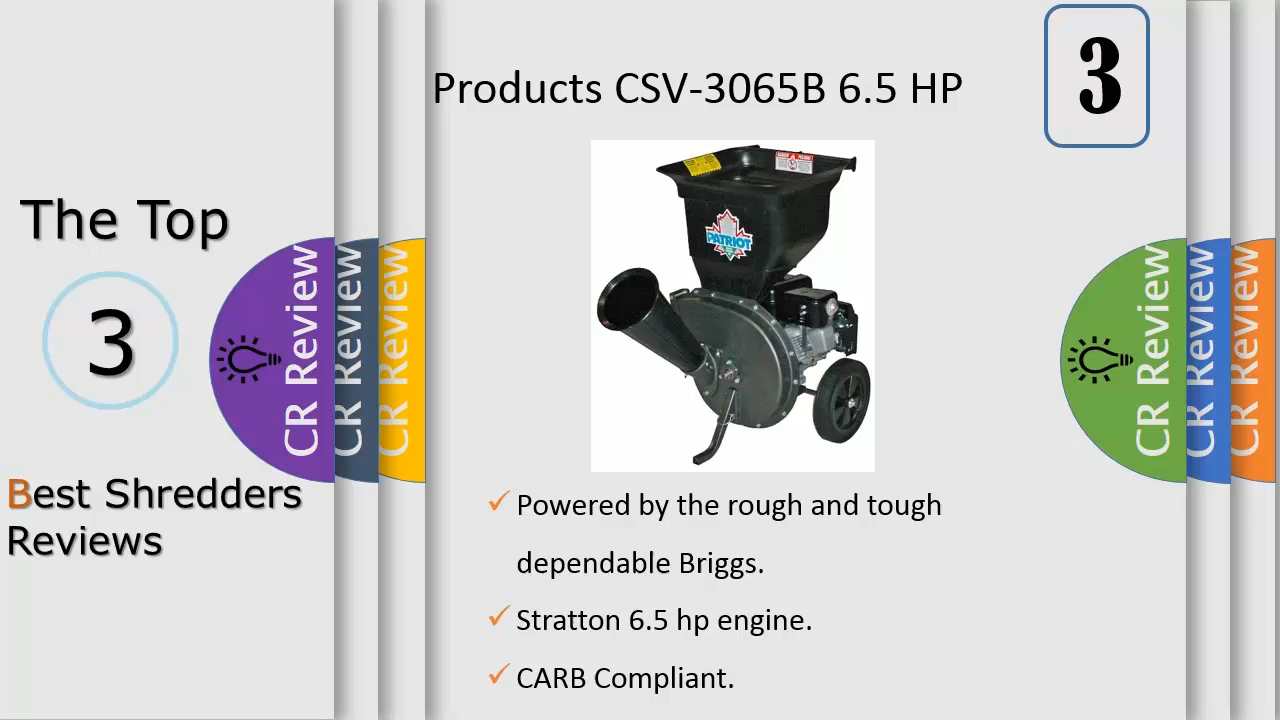 Products CSV-3065B 6.5 HP
3
The Top
3
Best Shredders
Reviews
CR Review
CR Review
CR Review
PATRIOT
Powered by the rough and tough
dependable Briggs.
Stratton 6.5 hp engine.
CARB Compliant.
CR Review
CR Review
CR Review